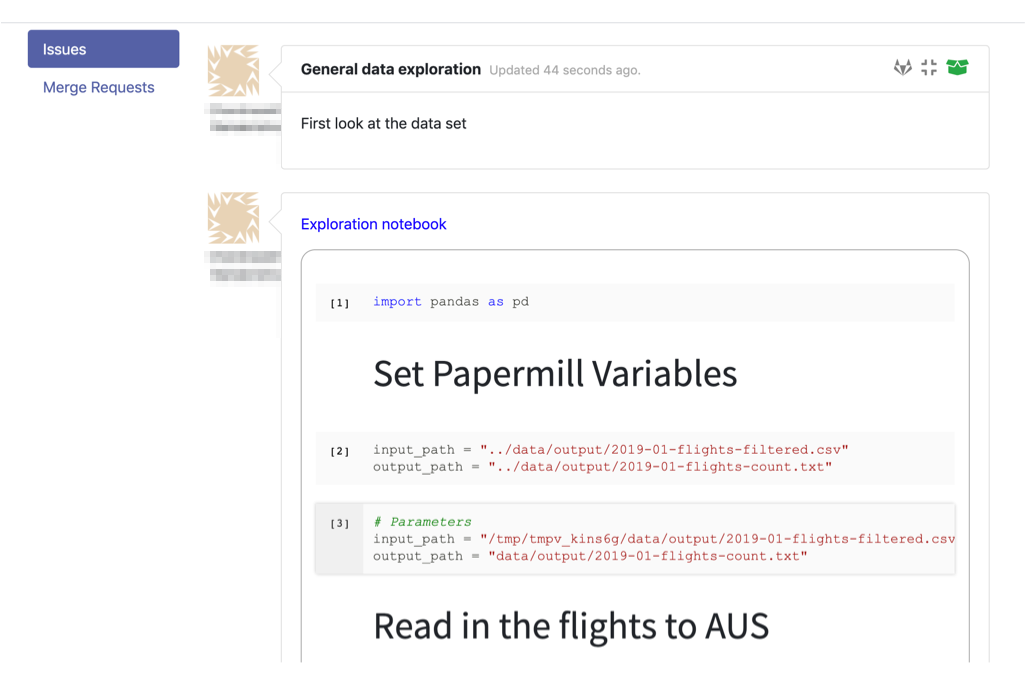 Issues
Merge Requests
General data exploration Updated 44 seconds ago.
First look at the data set
Exploration notebook
[1] import pandas as pd
Set Papermill Variables
[2] input_path = "../data/output/2019-01-flights-filtered.csv"
output_path = "../data/output/2019-01-flights-count.txt"
[3] # Parameters
input_path = "/tmp/tmpv_kins6g/data/output/2019-01-flights-filtered.csv
output_path = "data/output/2019-01-flights-count.txt"
Read in the flights to AUS